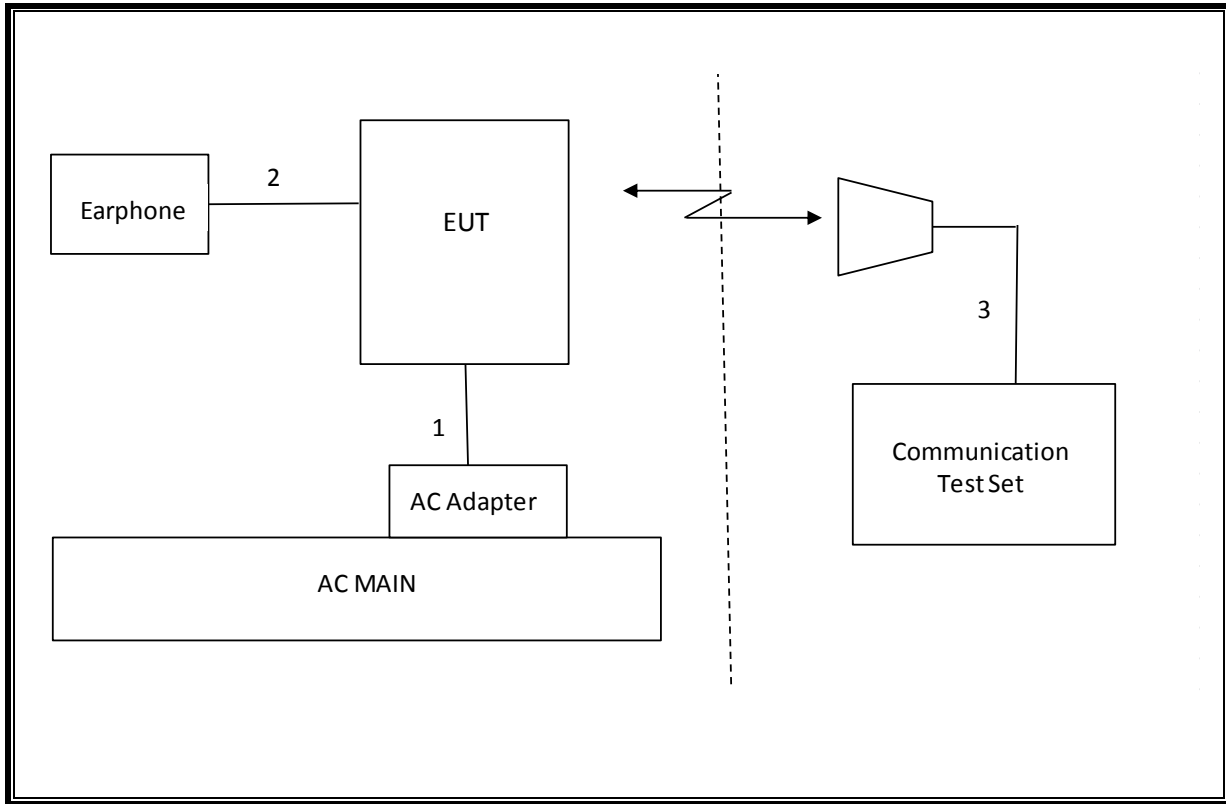 2
Earphone
EUT
3
1
Communication
Test Set
AC Adapter
AC MAIN